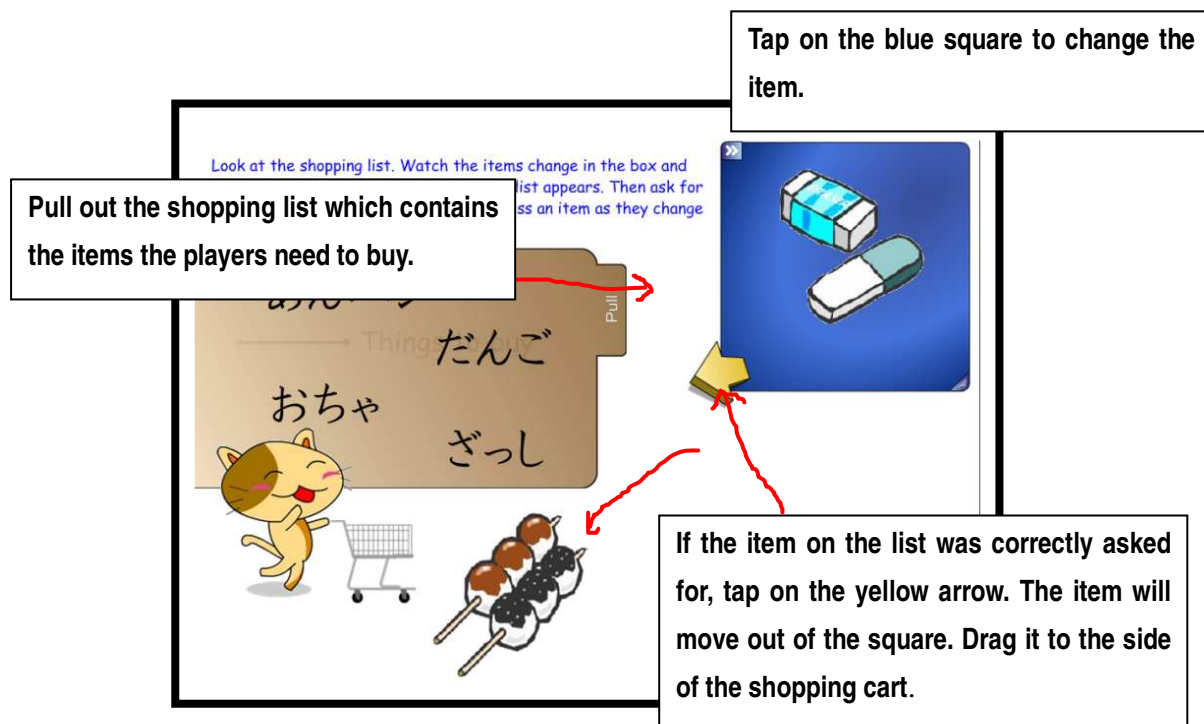 Tap on the blue square to change the
item.
Look at the shopping list. Watch the items change in the box and
list appears. Then ask for
ss an item as they change
Pull out the shopping list which contains
the items the players need to buy.
Pull
Things to buy
だんご
おちゃ
ざっし
If the item on the list was correctly asked
for, tap on the yellow arrow. The item will
move out of the square. Drag it to the side
of the shopping cart.